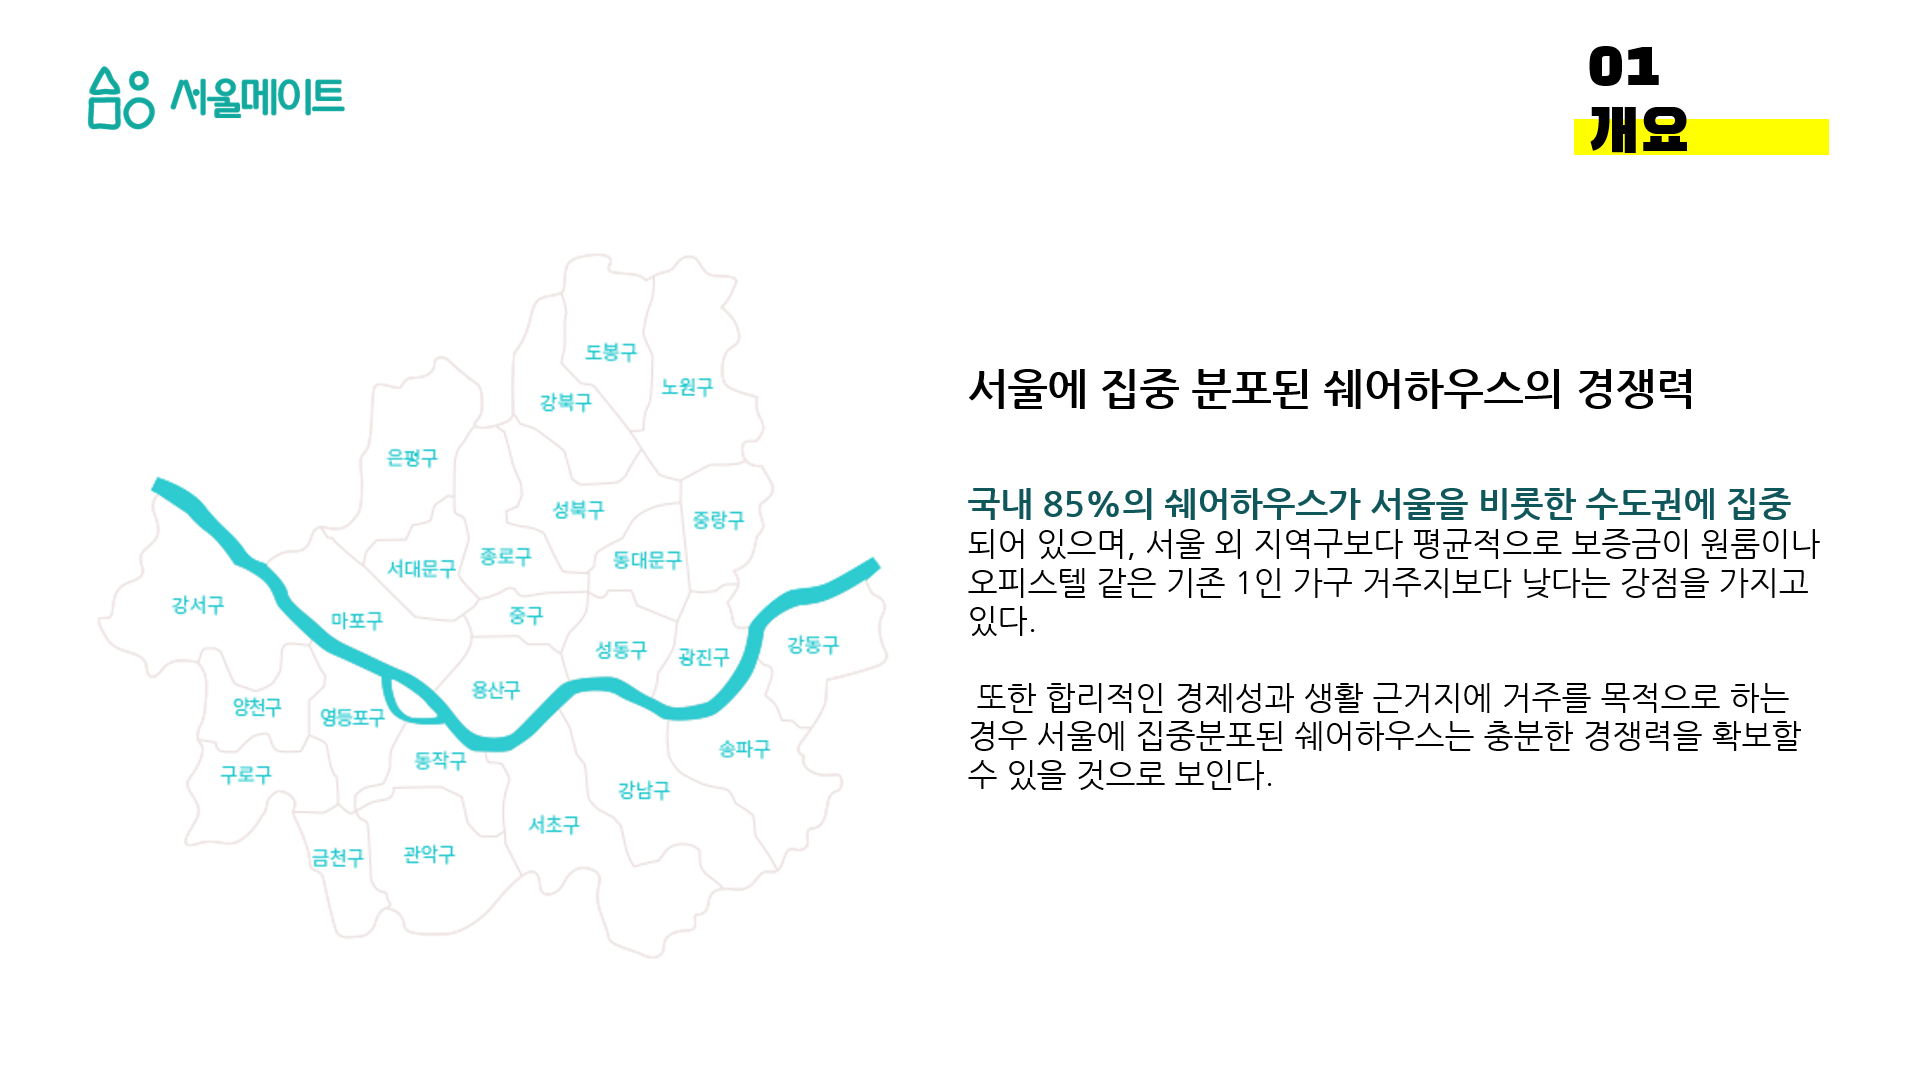 서울메이트
01
개요
도봉구
노원구
강북구
은평구
성북구
중랑구
종로구
동대문구
서대문구
강서구
중구
마포구
성동구
광진구
강동구
용산구
양천구
영등포구
송파구
동작구
구로구
강남구
서초구
금천구
관악구
서울에 집중 분포된 쉐어하우스의 경쟁력
국내 85%의 쉐어하우스가 서울을 비롯한 수도권에 집중
되어 있으며, 서울 외 지역구보다 평균적으로 보증금이 원룸이나
오피스텔 같은 기존 1인 가구 거주지보다 낮다는 강점을 가지고
있다.
또한 합리적인 경제성과 생활 근거지에 거주를 목적으로 하는
경우 서울에 집중분포된 쉐어하우스는 충분한 경쟁력을 확보할
수 있을 것으로 보인다.